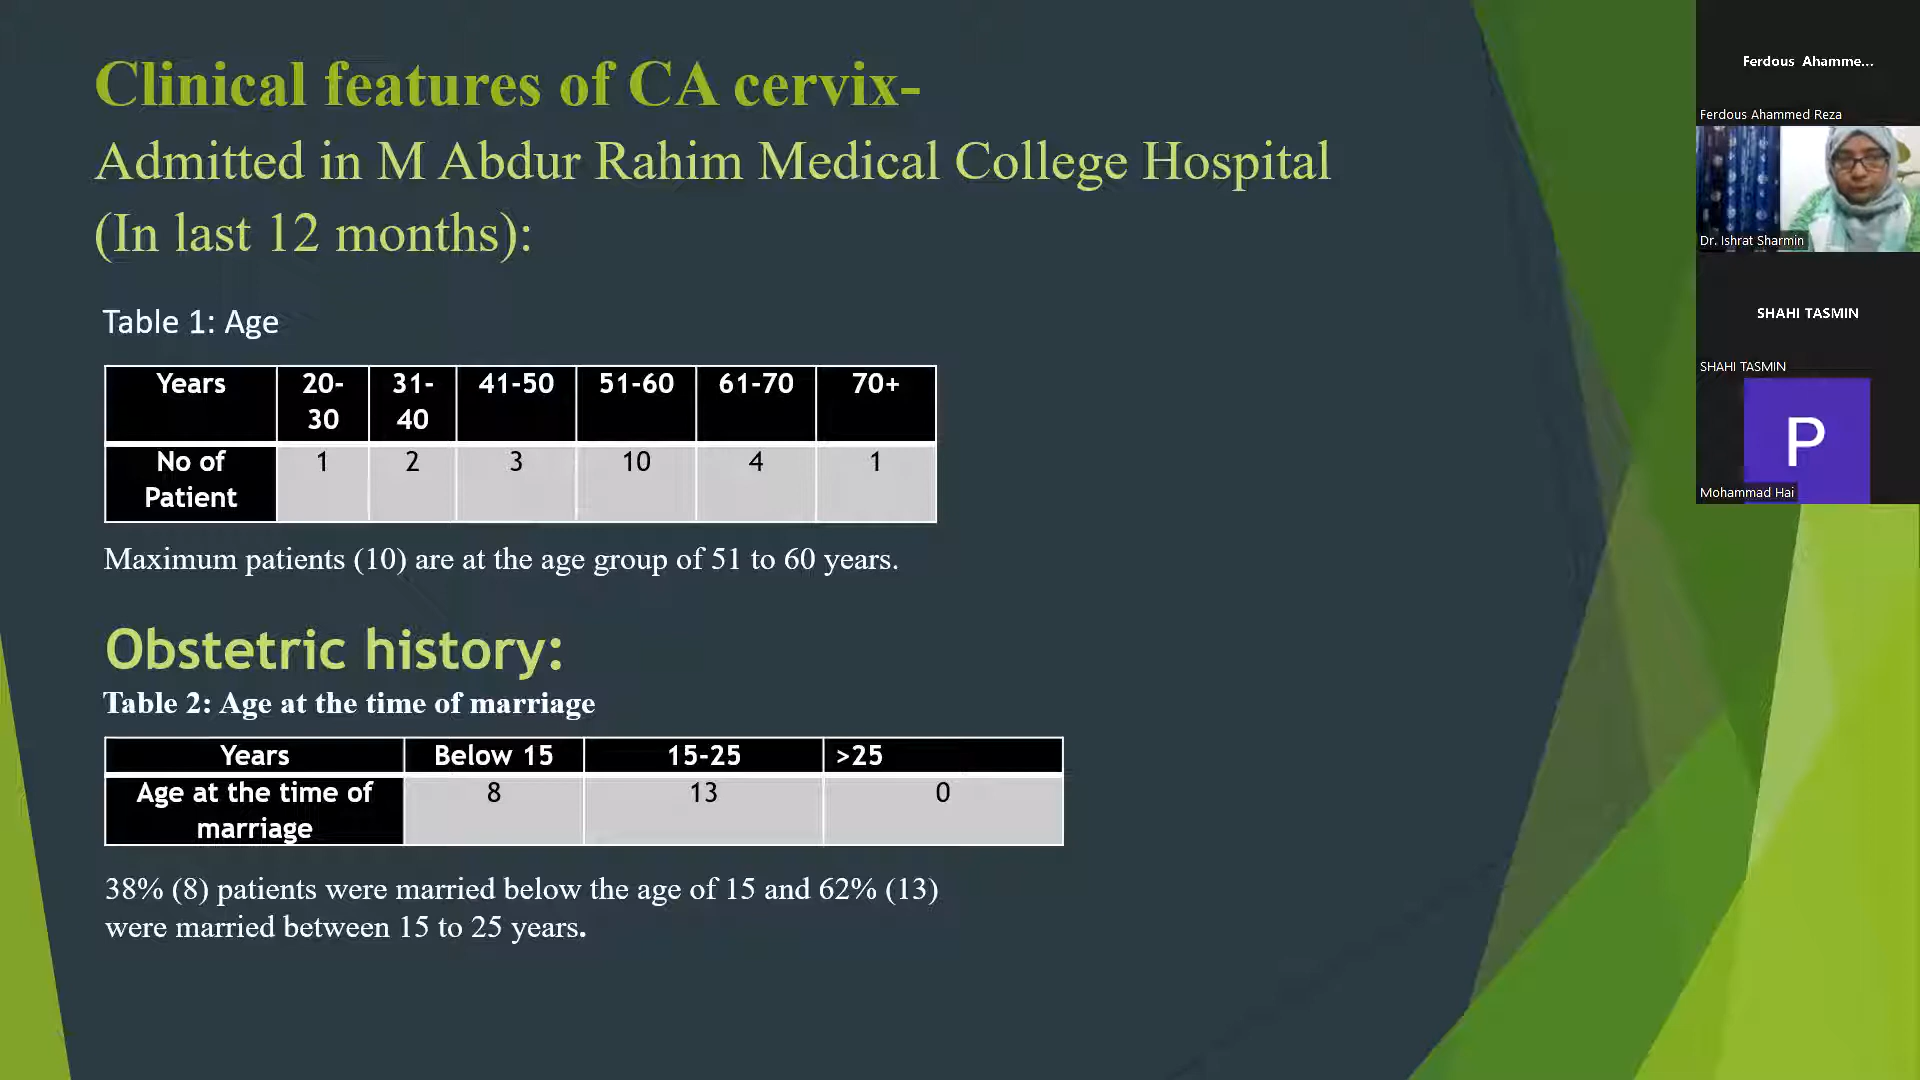 Clinical features of CA cervix-
Admitted in M Abdur Rahim Medical College Hospital
(In last 12 months):
Table 1: Age
Years 20-30 31-40 41-50 51-60 61-70 70+
No of Patient 1 2 3 10 4 1
Maximum patients (10) are at the age group of 51 to 60 years.
Obstetric history:
Table 2: Age at the time of marriage
Years Below 15 15-25 >25
Age at the time of marriage 8 13 0
38% (8) patients were married below the age of 15 and 62% (13)
were married between 15 to 25 years.
Ferdous Ahamme...
Ferdous Ahammed Reza
Dr. Ishrat Sharmin
SHAHI TASMIN
SHAHI TASMIN
P
Mohammad Hai